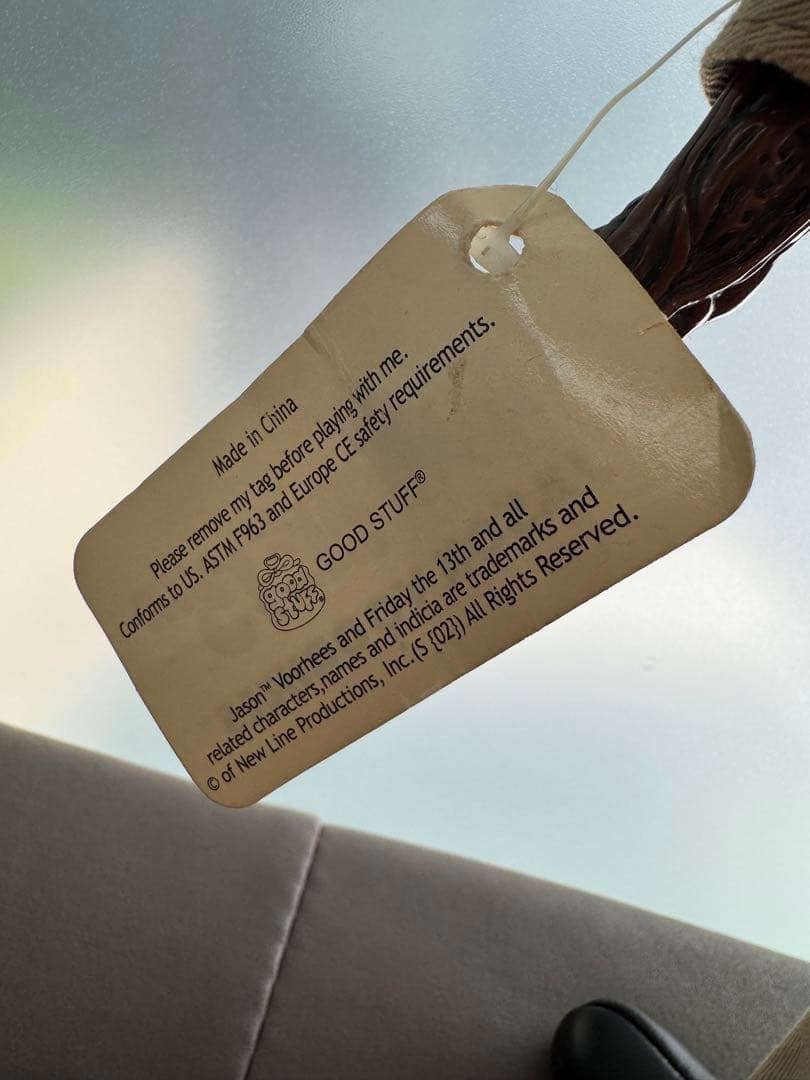 Made in China
Please remove my tag before playing with me.
Conforms to US. ASTM F963 and Europe CE safety requirements.
good
STUFF®
GOOD STUFF®
Jason™ Voorhees and Friday the 13th and all
related characters,names and indicia are trademarks and
© of New Line Productions, Inc.(S {02}) All Rights Reserved.